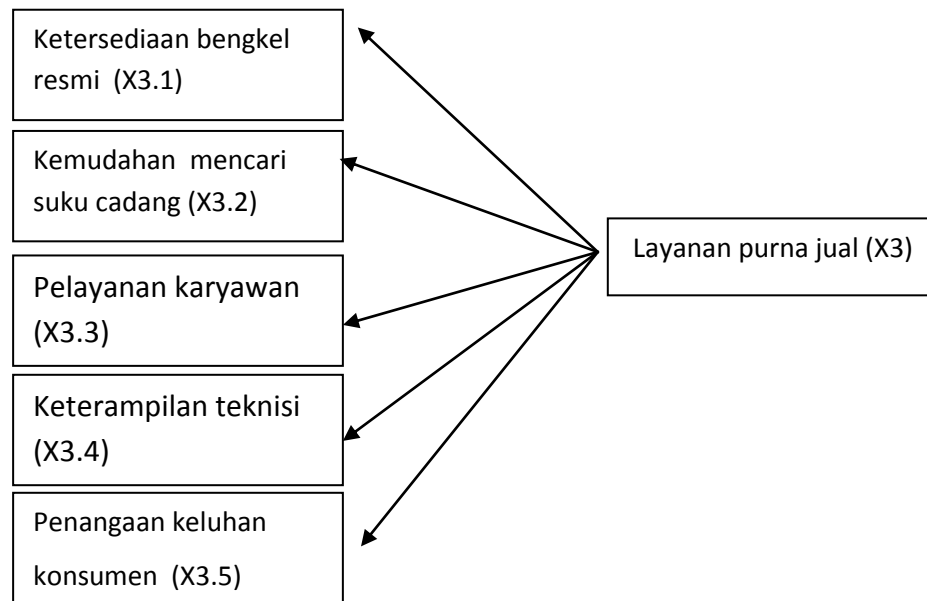 Ketersediaan bengkel
resmi (X3.1)
Kemudahan mencari
suku cadang (X3.2)
Pelayanan karyawan
(X3.3)
Keterampilan teknisi
(X3.4)
Penangaan keluhan
konsumen (X3.5)
Layanan purna jual (X3)